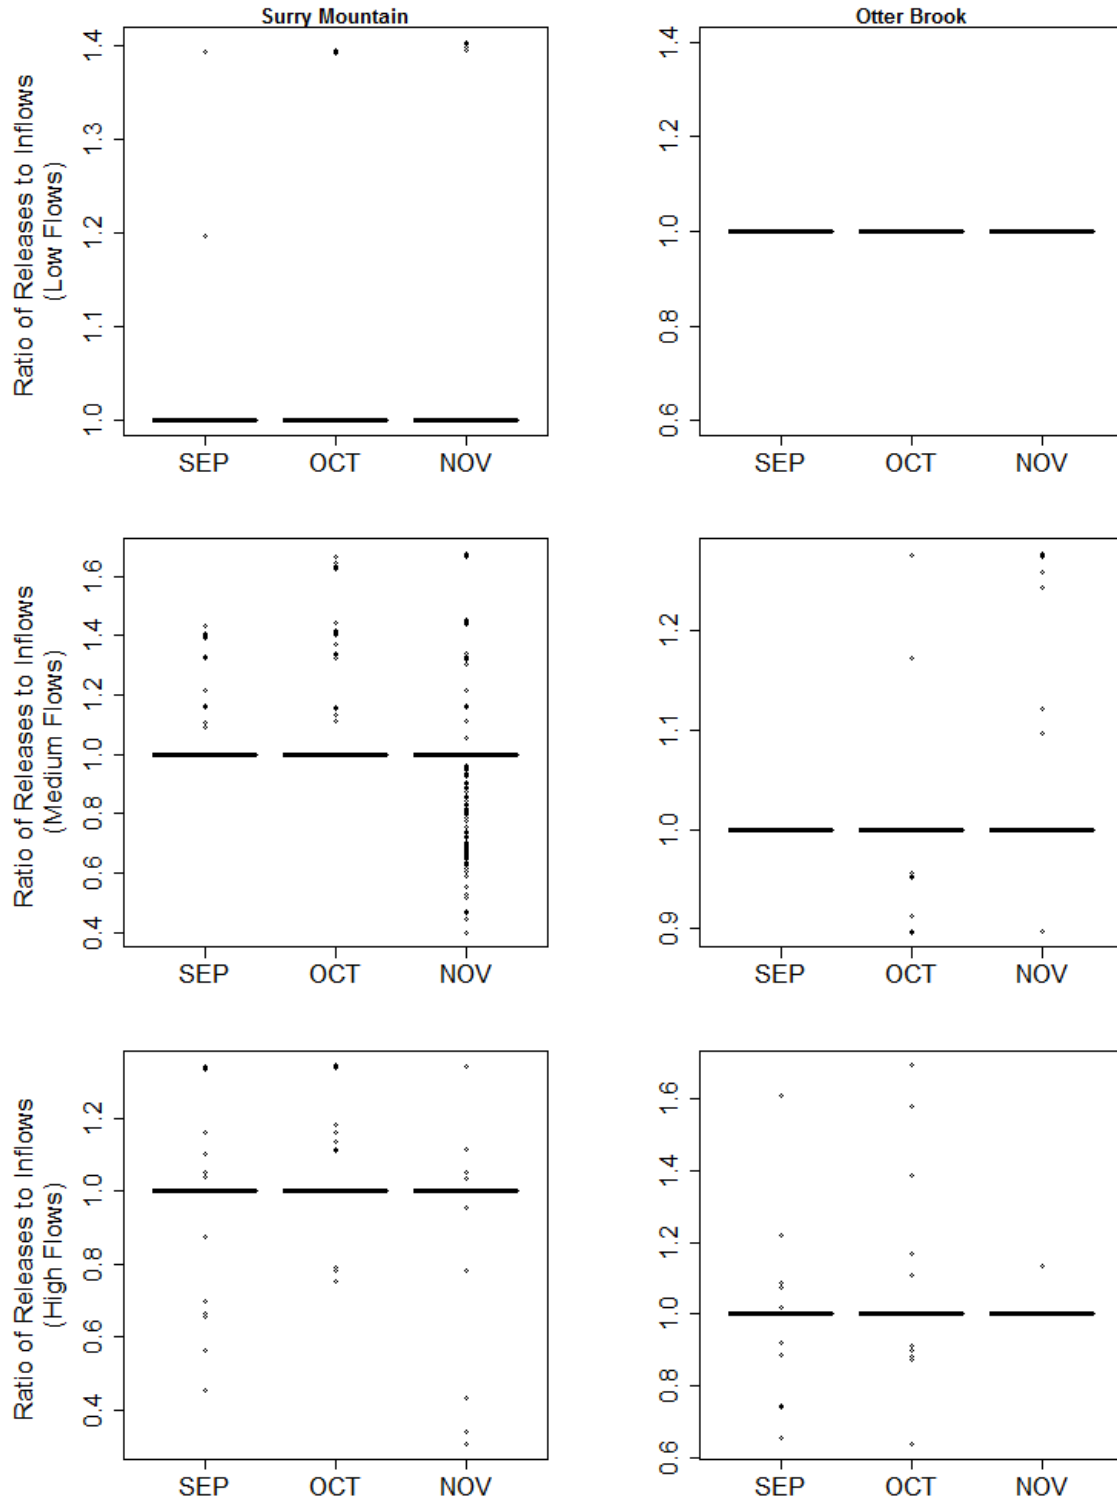 Surry Mountain
Otter Brook
Ratio of Releases to Inflows
(Low Flows)
1.4
1.3
1.2
1.1
1.0
SEP OCT NOV
1.4
1.2
1.0
0.8
0.6
SEP OCT NOV
Ratio of Releases to Inflows
(Medium Flows)
1.6
1.4
1.2
1.0
0.8
0.6
0.4
SEP OCT NOV
1.2
1.1
1.0
0.9
SEP OCT NOV
Ratio of Releases to Inflows
(High Flows)
1.2
1.0
0.8
0.6
0.4
SEP OCT NOV
1.6
1.4
1.2
1.0
0.8
0.6
SEP OCT NOV